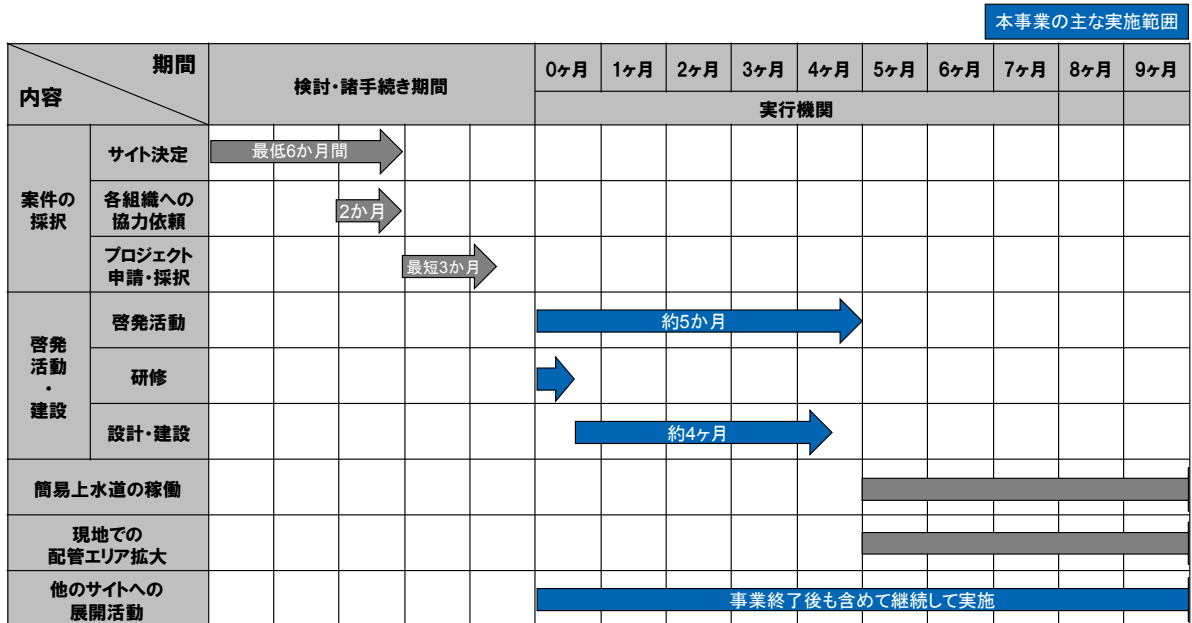 本事業の主な実施範囲
期間
内容
検討・諸手続き期間
0ヶ月 1ヶ月 2ヶ月 3ヶ月 4ヶ月 5ヶ月 6ヶ月 7ヶ月 8ヶ月 9ヶ月
実行機関
案件の
採択
サイト決定
最低6か月間
各組織への
協力依頼
2か月
プロジェクト
申請・採択
最短3か月
啓発
活動
・
建設
啓発活動
約5か月
研修
設計・建設
約4ヶ月
簡易上水道の稼働
現地での
配管エリア拡大
他のサイトへの
展開活動
事業終了後も含めて継続して実施